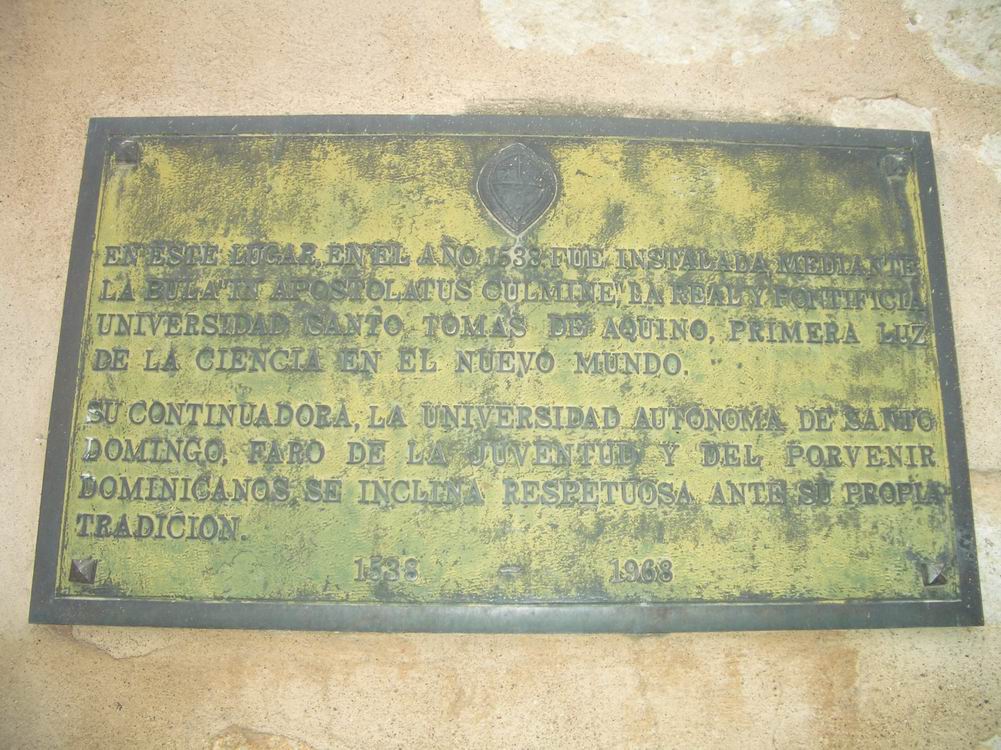 EN ESTE LUGAR, EN EL AÑO 1538 FUE INSTALADA, MEDIANTE
LA BULA "IN APOSTOLATUS CULMINE", LA REAL Y PONTIFICIA
UNIVERSIDAD SANTO TOMAS DE AQUINO, PRIMERA LUZ
DE LA CIENCIA EN EL NUEVO MUNDO.
SU CONTINUADORA, LA UNIVERSIDAD AUTONOMA DE SANTO
DOMINGO, FARO DE LA JUVENTUD Y DEL PORVENIR
DOMINICANOS SE INCLINA RESPETUOSA ANTE SU PROPIA
TRADICION.
1538 - 1968